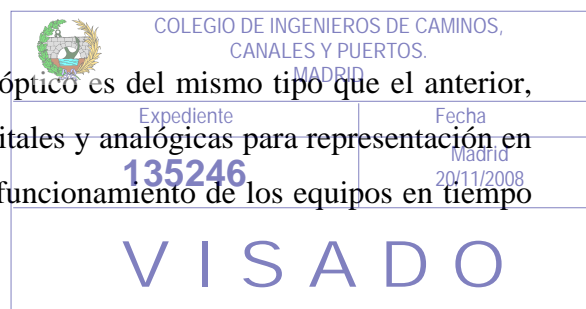 COLEGIO DE INGENIEROS DE CAMINOS,
CANALES Y PUERTOS.
MADRID
óptico es del mismo tipo que el anterior,
Expediente Fecha
itales y analógicas para representación en
135246 Madrid
20/11/2008
funcionamiento de los equipos en tiempo
VISADO